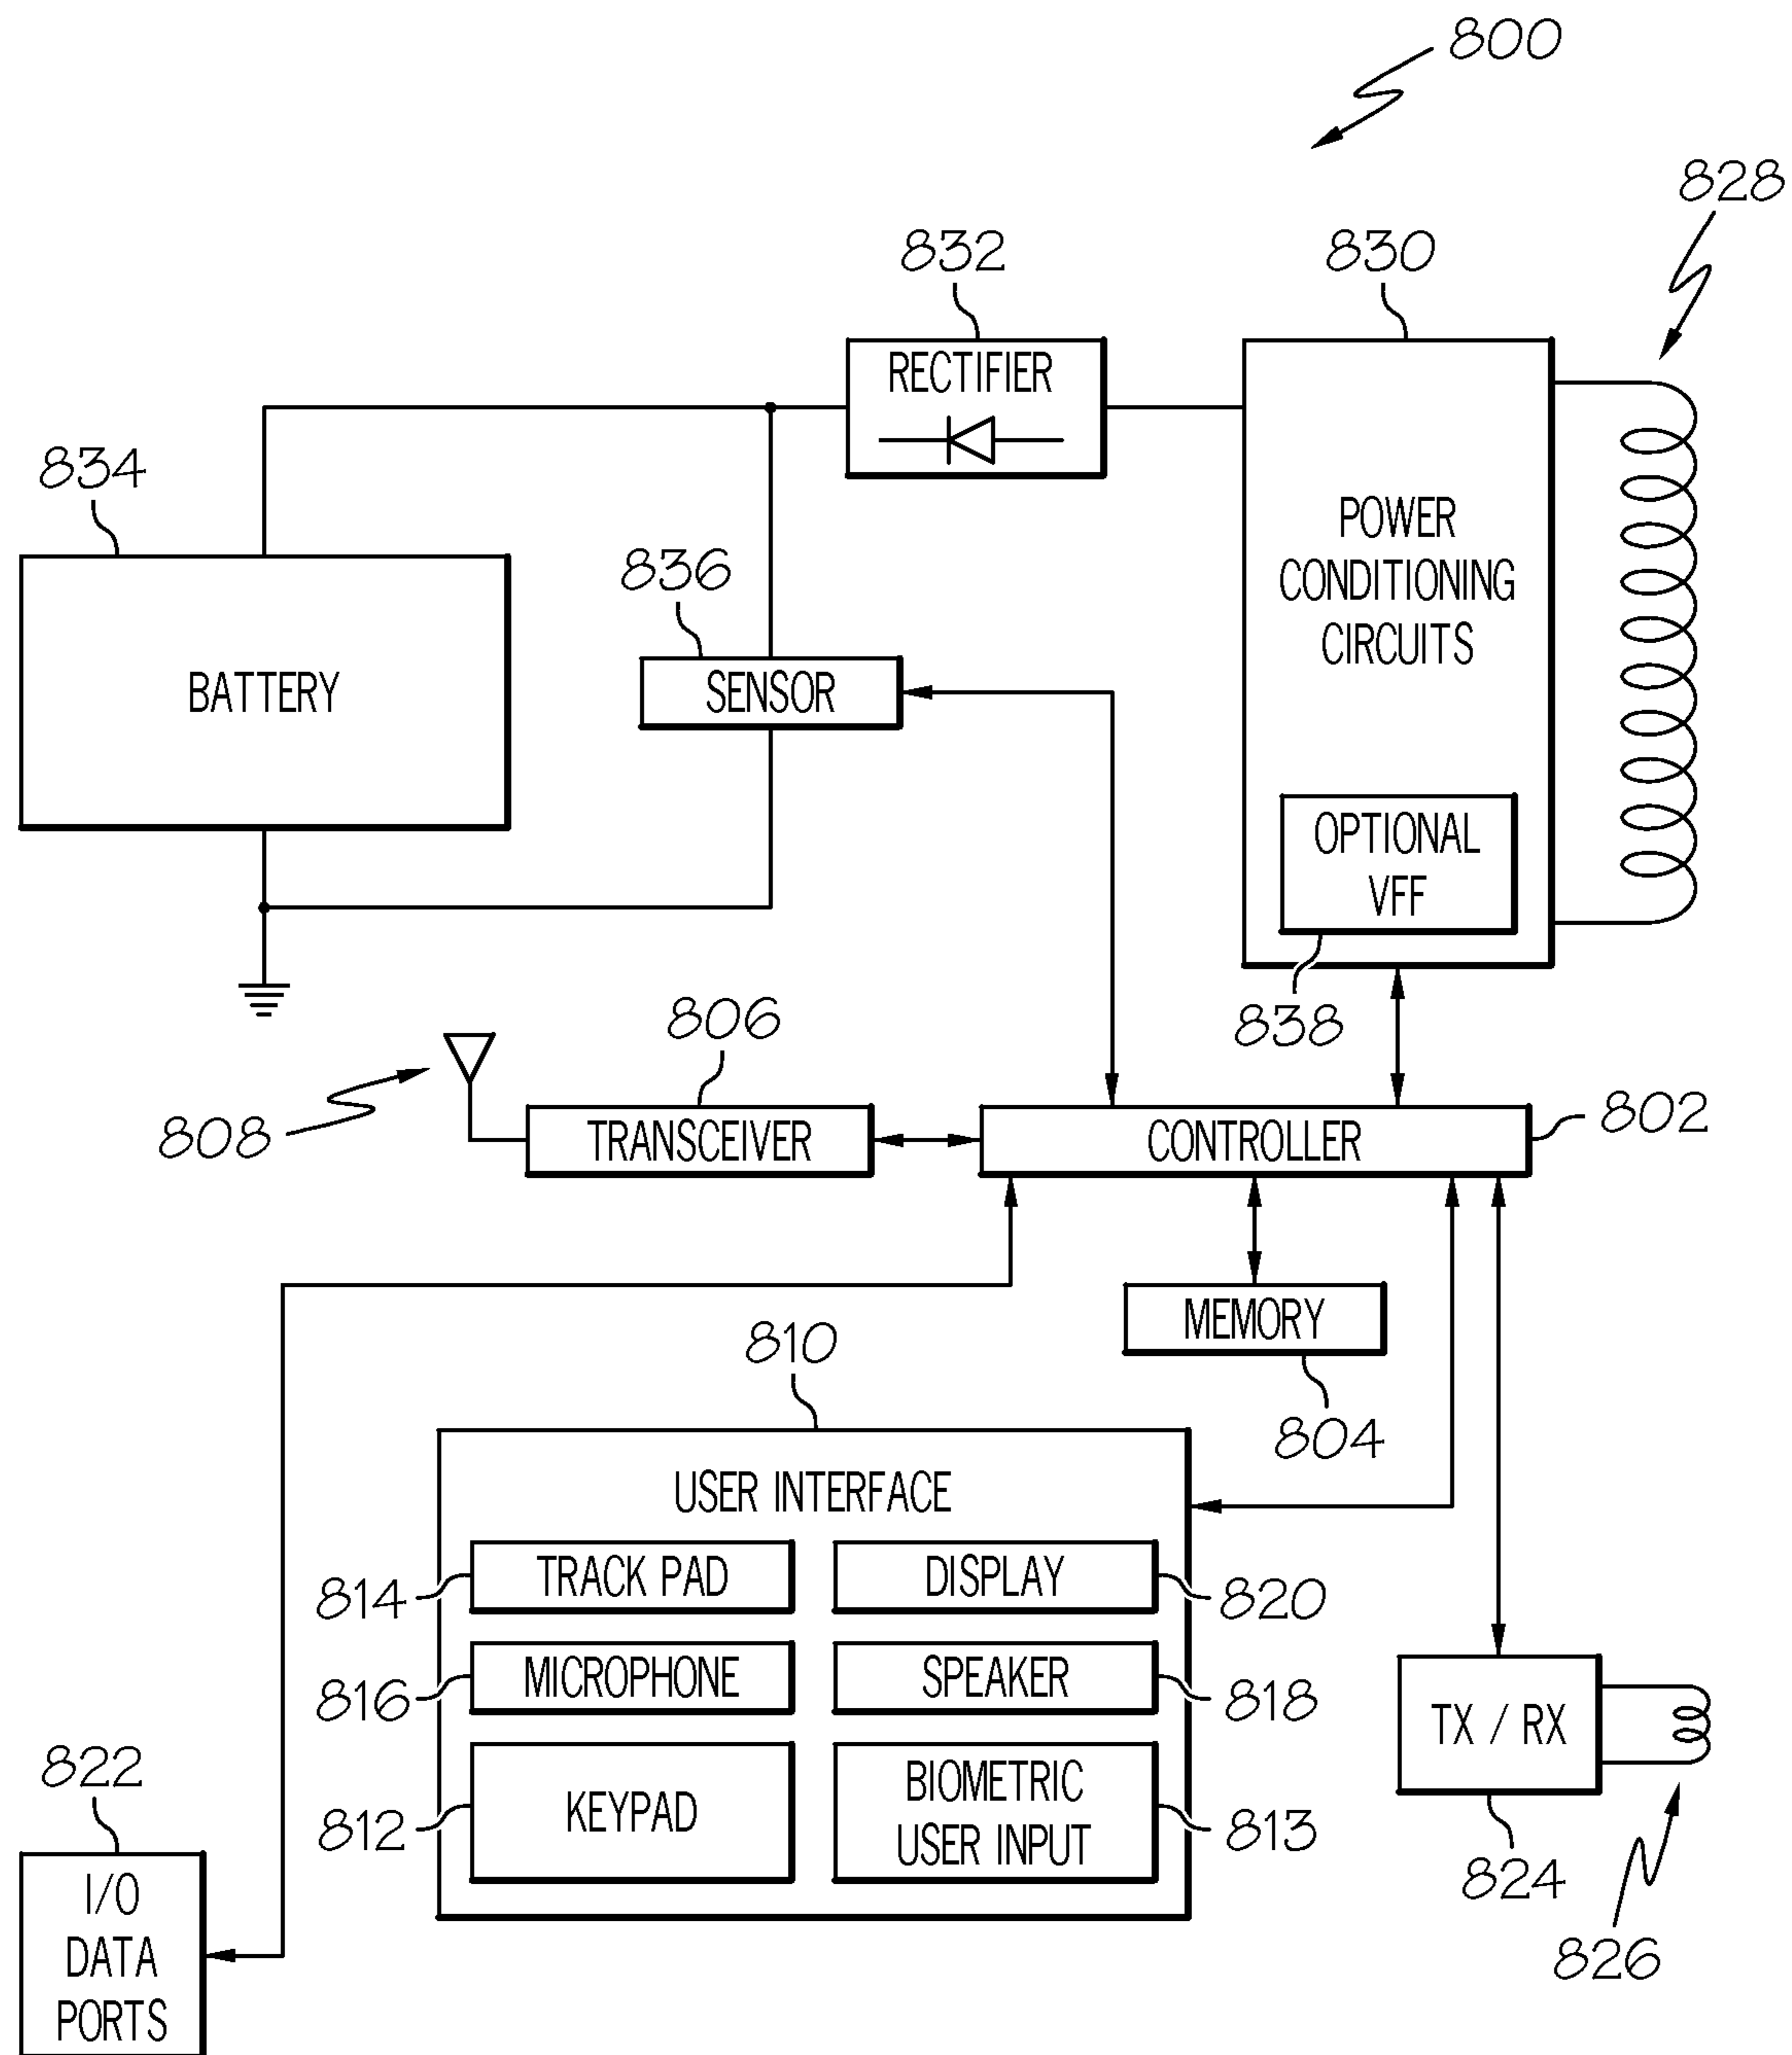 800
828
832
830
RECTIFIER
834
POWER
CONDITIONING
CIRCUITS
836
BATTERY
SENSOR
OPTIONAL
VFF
838
806
808
TRANSCEIVER
CONTROLLER
802
MEMORY
804
810
USER INTERFACE
814
TRACK PAD
DISPLAY
820
816
MICROPHONE
SPEAKER
818
812
KEYPAD
BIOMETRIC
USER INPUT
813
TX / RX
824
826
822
I/O
DATA
PORTS